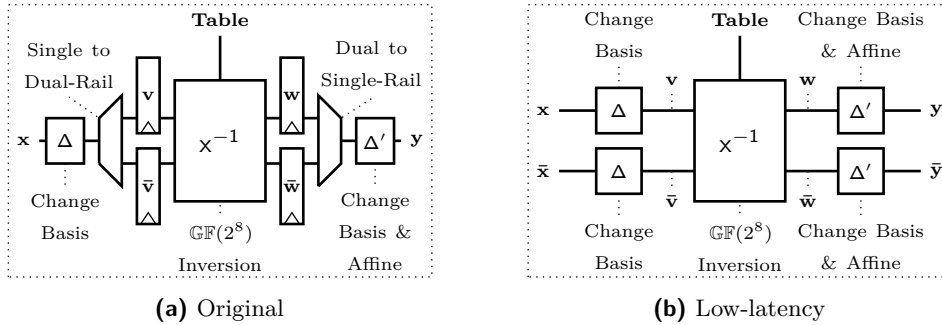 Table
Single to
Dual-Rail
Dual to
Single-Rail
v
w
x
Δ
x⁻¹
Δ′
y
v̄
w̄
Change
Basis
𝔾𝔽(2⁸)
Inversion
Change
Basis &
Affine
(a) Original
Change
Basis
Table
Change Basis
& Affine
v
w
x
Δ
Δ′
y
x⁻¹
x̄
Δ
Δ′
ȳ
v̄
w̄
Change
Basis
𝔾𝔽(2⁸)
Inversion
Change Basis
& Affine
(b) Low-latency